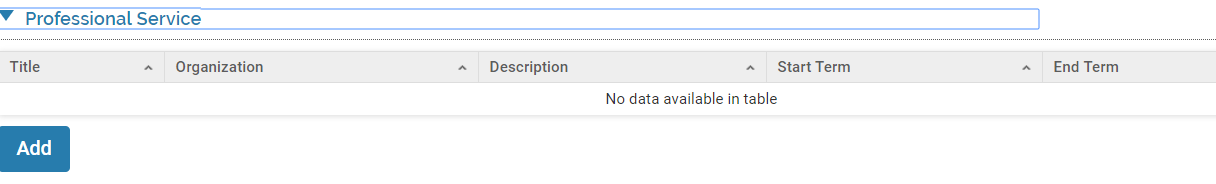 Professional Service
Title Organization Description Start Term End Term
No data available in table
Add